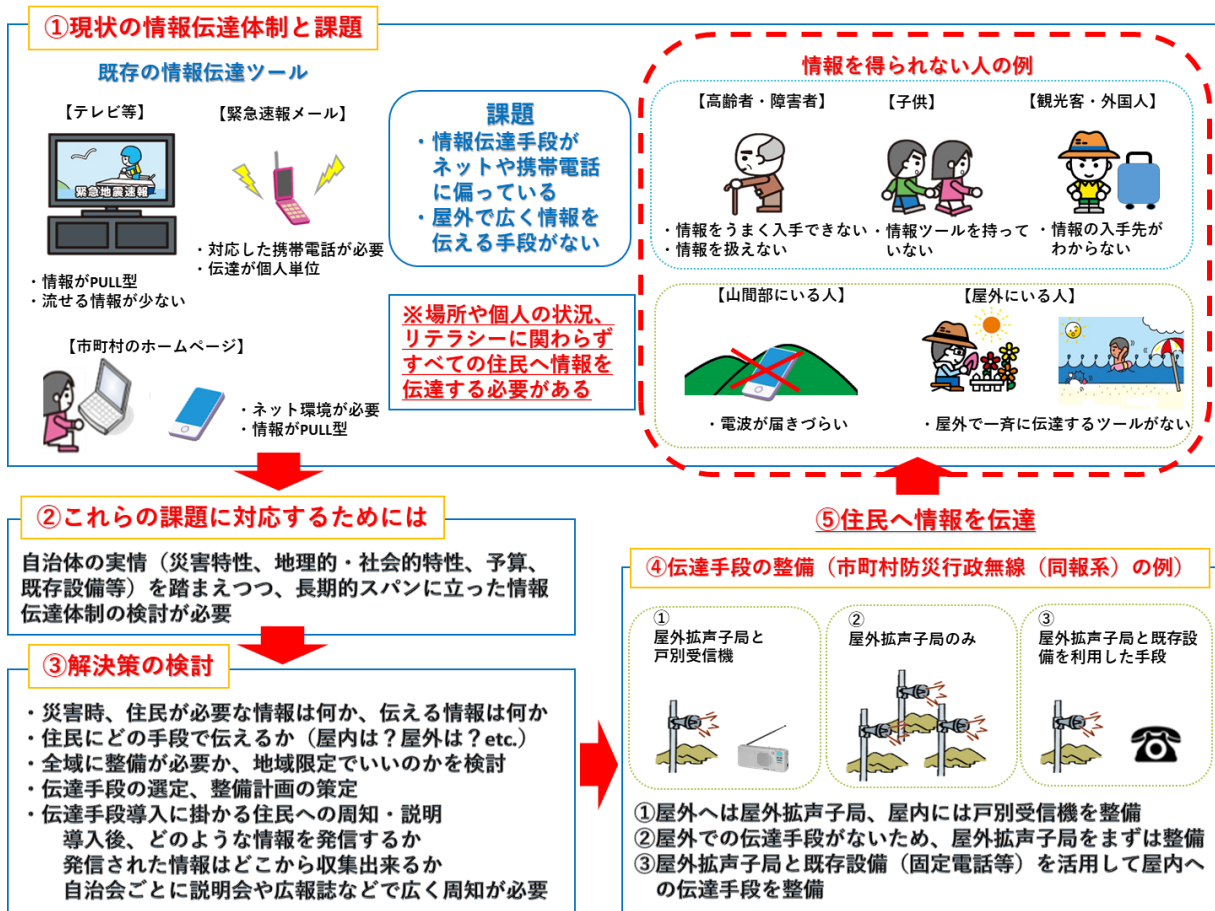 ①現状の情報伝達体制と課題
既存の情報伝達ツール
【テレビ等】
緊急地震速報
・情報がPULL型
・流せる情報が少ない
【緊急速報メール】
・対応した携帯電話が必要
・伝達が個人単位
【市町村のホームページ】
・ネット環境が必要
・情報がPULL型
課題
・情報伝達手段が
ネットや携帯電話
に偏っている
・屋外で広く情報を
伝える手段がない
※場所や個人の状況、
リテラシーに関わらず
すべての住民へ情報を
伝達する必要がある
情報を得られない人の例
【高齢者・障害者】
・情報をうまく入手できない
・情報を扱えない
【子供】
・情報ツールを持って
いない
【観光客・外国人】
・情報の入手先が
わからない
【山間部にいる人】
・電波が届きづらい
【屋外にいる人】
・屋外で一斉に伝達するツールがない
②これらの課題に対応するためには
自治体の実情（災害特性、地理的・社会的特性、予算、
既存設備等）を踏まえつつ、長期的スパンに立った情報
伝達体制の検討が必要
③解決策の検討
・災害時、住民が必要な情報は何か、伝える情報は何か
・住民にどの手段で伝えるか（屋内は？屋外は？etc.）
・全域に整備が必要か、地域限定でいいのかを検討
・伝達手段の選定、整備計画の策定
・伝達手段導入に掛かる住民への周知・説明
導入後、どのような情報を発信するか
発信された情報はどこから収集出来るか
自治会ごとに説明会や広報誌などで広く周知が必要
⑤住民へ情報を伝達
④伝達手段の整備（市町村防災行政無線（同報系）の例）
①
屋外拡声子局と
戸別受信機
②
屋外拡声子局のみ
③
屋外拡声子局と既存設
備を利用した手段
①屋外へは屋外拡声子局、屋内には戸別受信機を整備
②屋外での伝達手段がないため、屋外拡声子局をまずは整備
③屋外拡声子局と既存設備（固定電話等）を活用して屋内へ
の伝達手段を整備